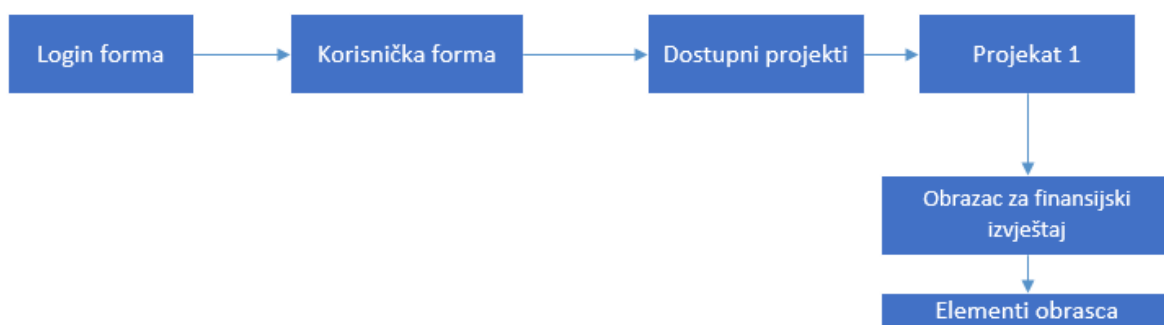 Login forma
Korisnička forma
Dostupni projekti
Projekat 1
Obrazac za finansijski
izvještaj
Elementi obrasca